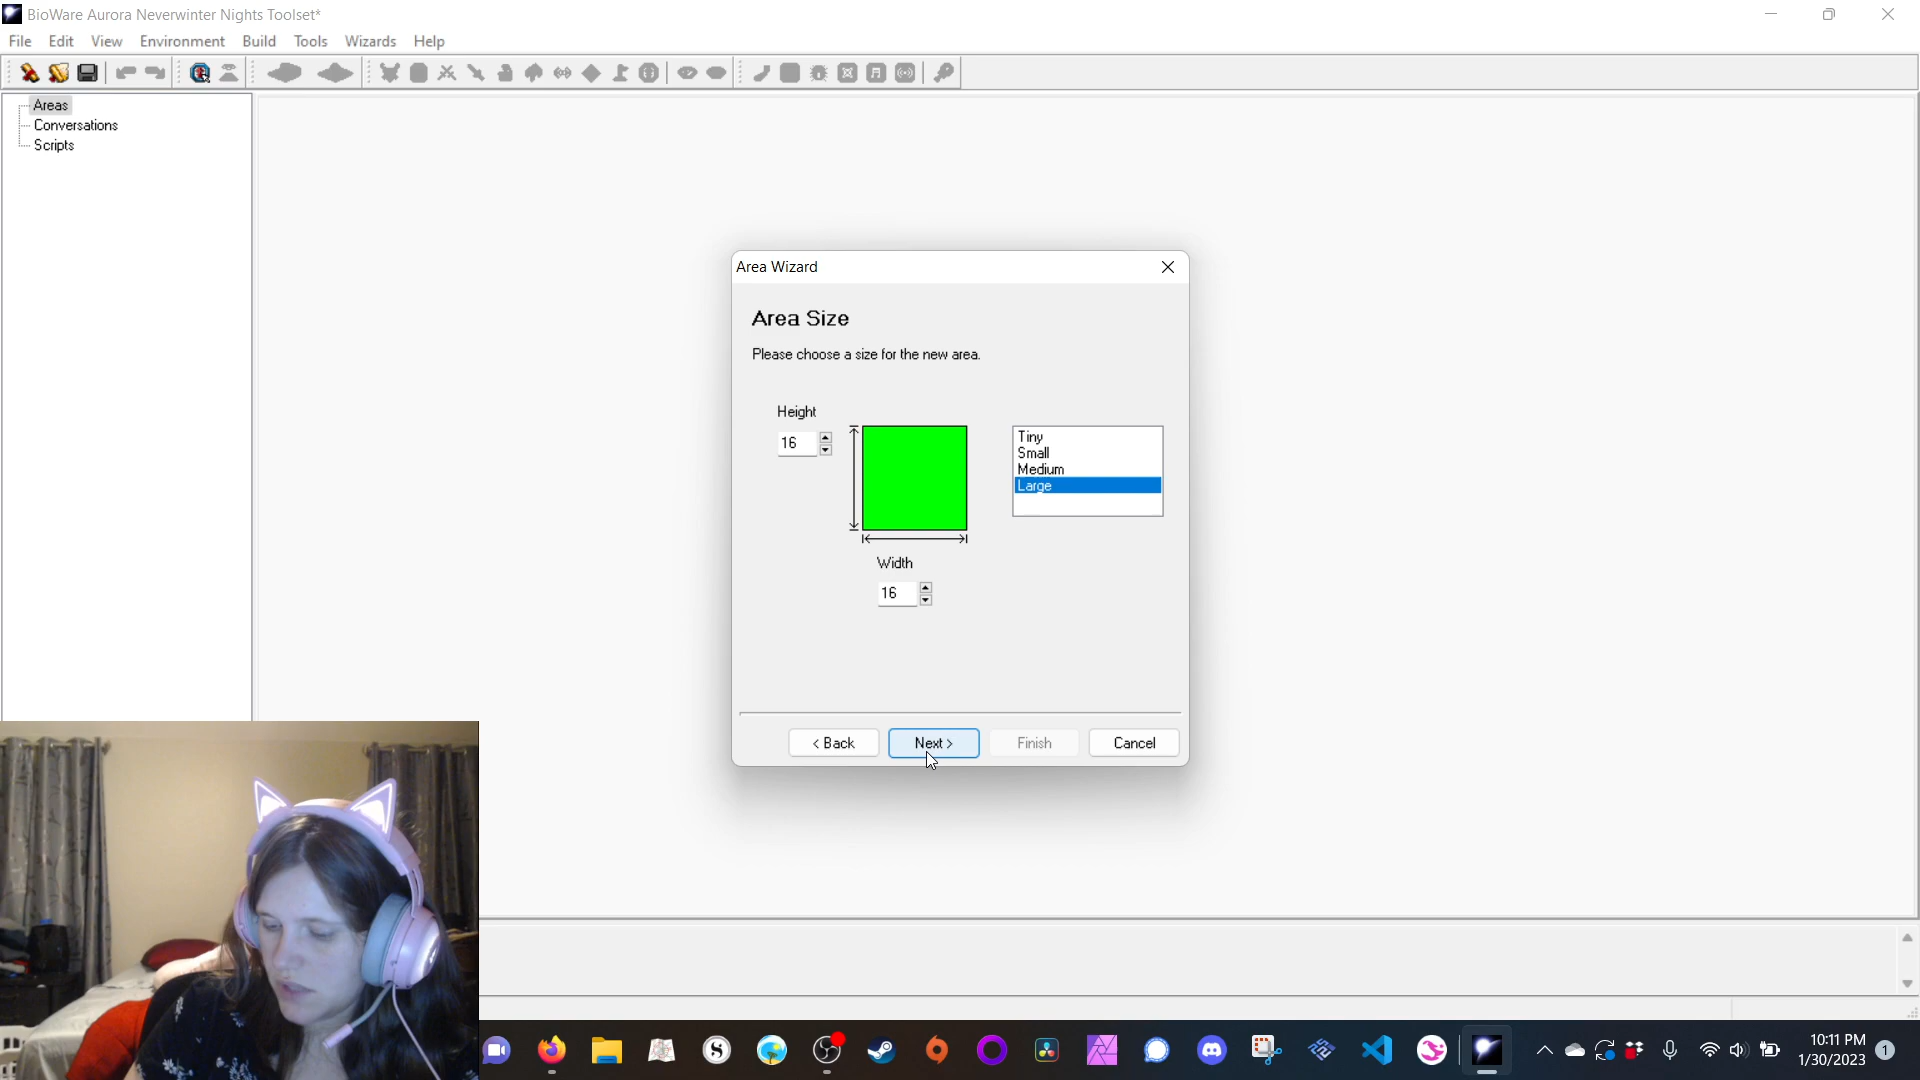 BioWare Aurora Neverwinter Nights Toolset*
File Edit View Environment Build Tools Wizards Help
Areas
Conversations
Scripts
Area Wizard
Area Size
Please choose a size for the new area.
Height
16
Tiny
Small
Medium
Large
Width
16
< Back Next > Finish Cancel
10:11 PM
1/30/2023
1